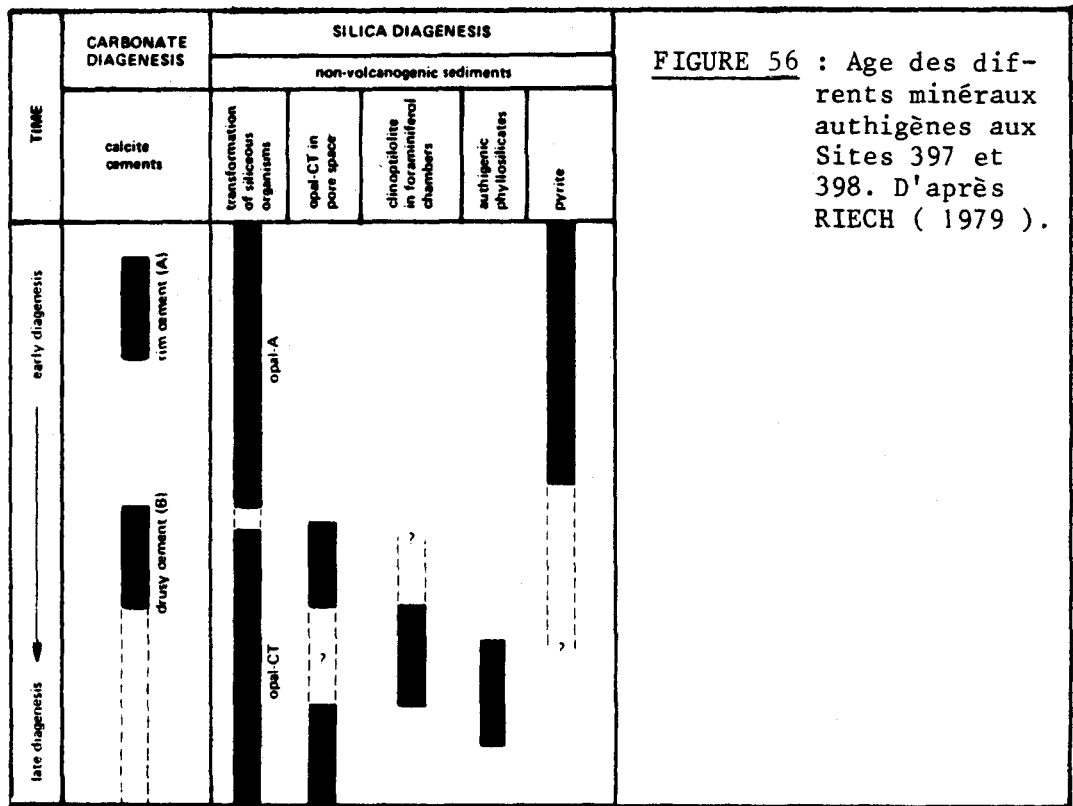 TIME
CARBONATE
DIAGENESIS
calcite
cements
SILICA DIAGENESIS
non-volcanogenic sediments
transformation
of siliceous
organisms
opal-CT in
pore space
clinoptilolite
in foraminiferal
chambers
authigenic
phyllosilicates
pyrite
early diagenesis
late diagenesis
rim cement (A)
drusy cement (B)
opal-A
opal-CT
?
?
?
FIGURE 56 : Age des dif-
rents minéraux
authigènes aux
Sites 397 et
398. D'après
RIECH ( 1979 ).